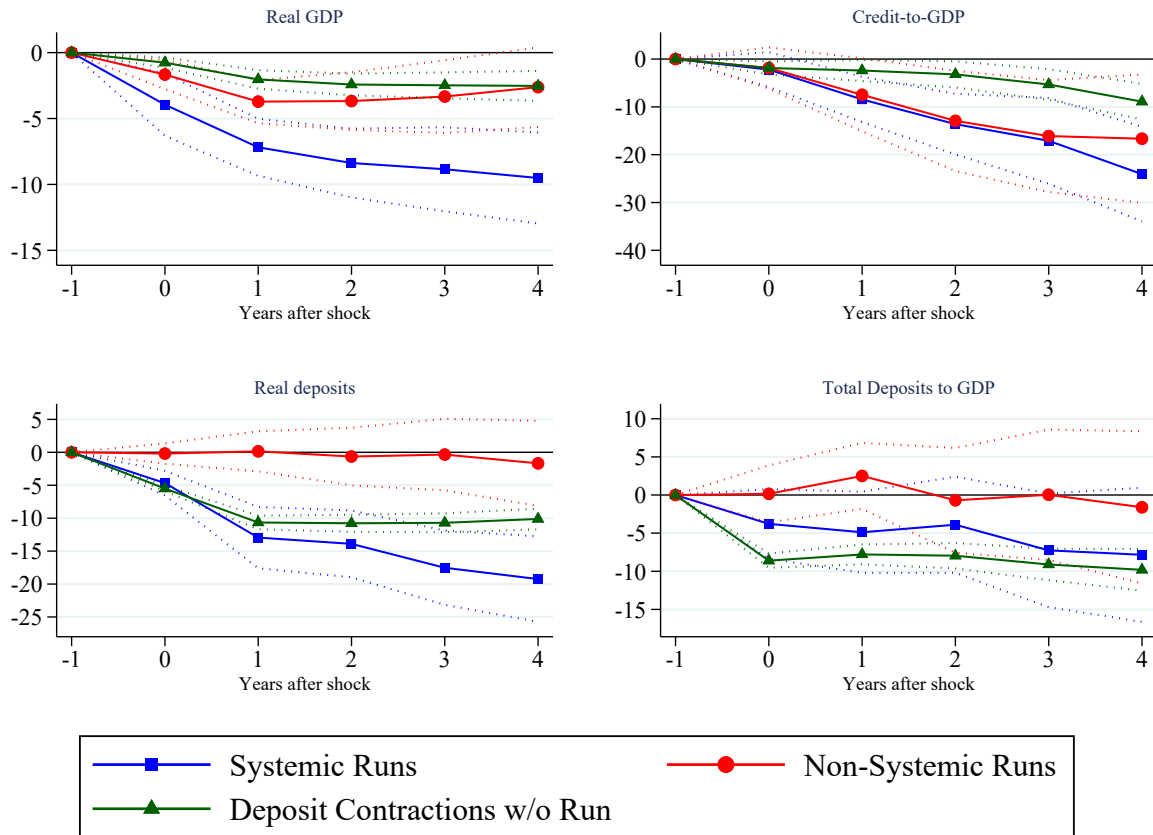 Real GDP
0
-5
-10
-15
-1 0 1 2 3 4
Years after shock
Credit-to-GDP
0
-10
-20
-30
-40
-1 0 1 2 3 4
Years after shock
Real deposits
5
0
-5
-10
-15
-20
-25
-1 0 1 2 3 4
Years after shock
Total Deposits to GDP
10
5
0
-5
-10
-15
-1 0 1 2 3 4
Years after shock
Systemic Runs
Non-Systemic Runs
Deposit Contractions w/o Run